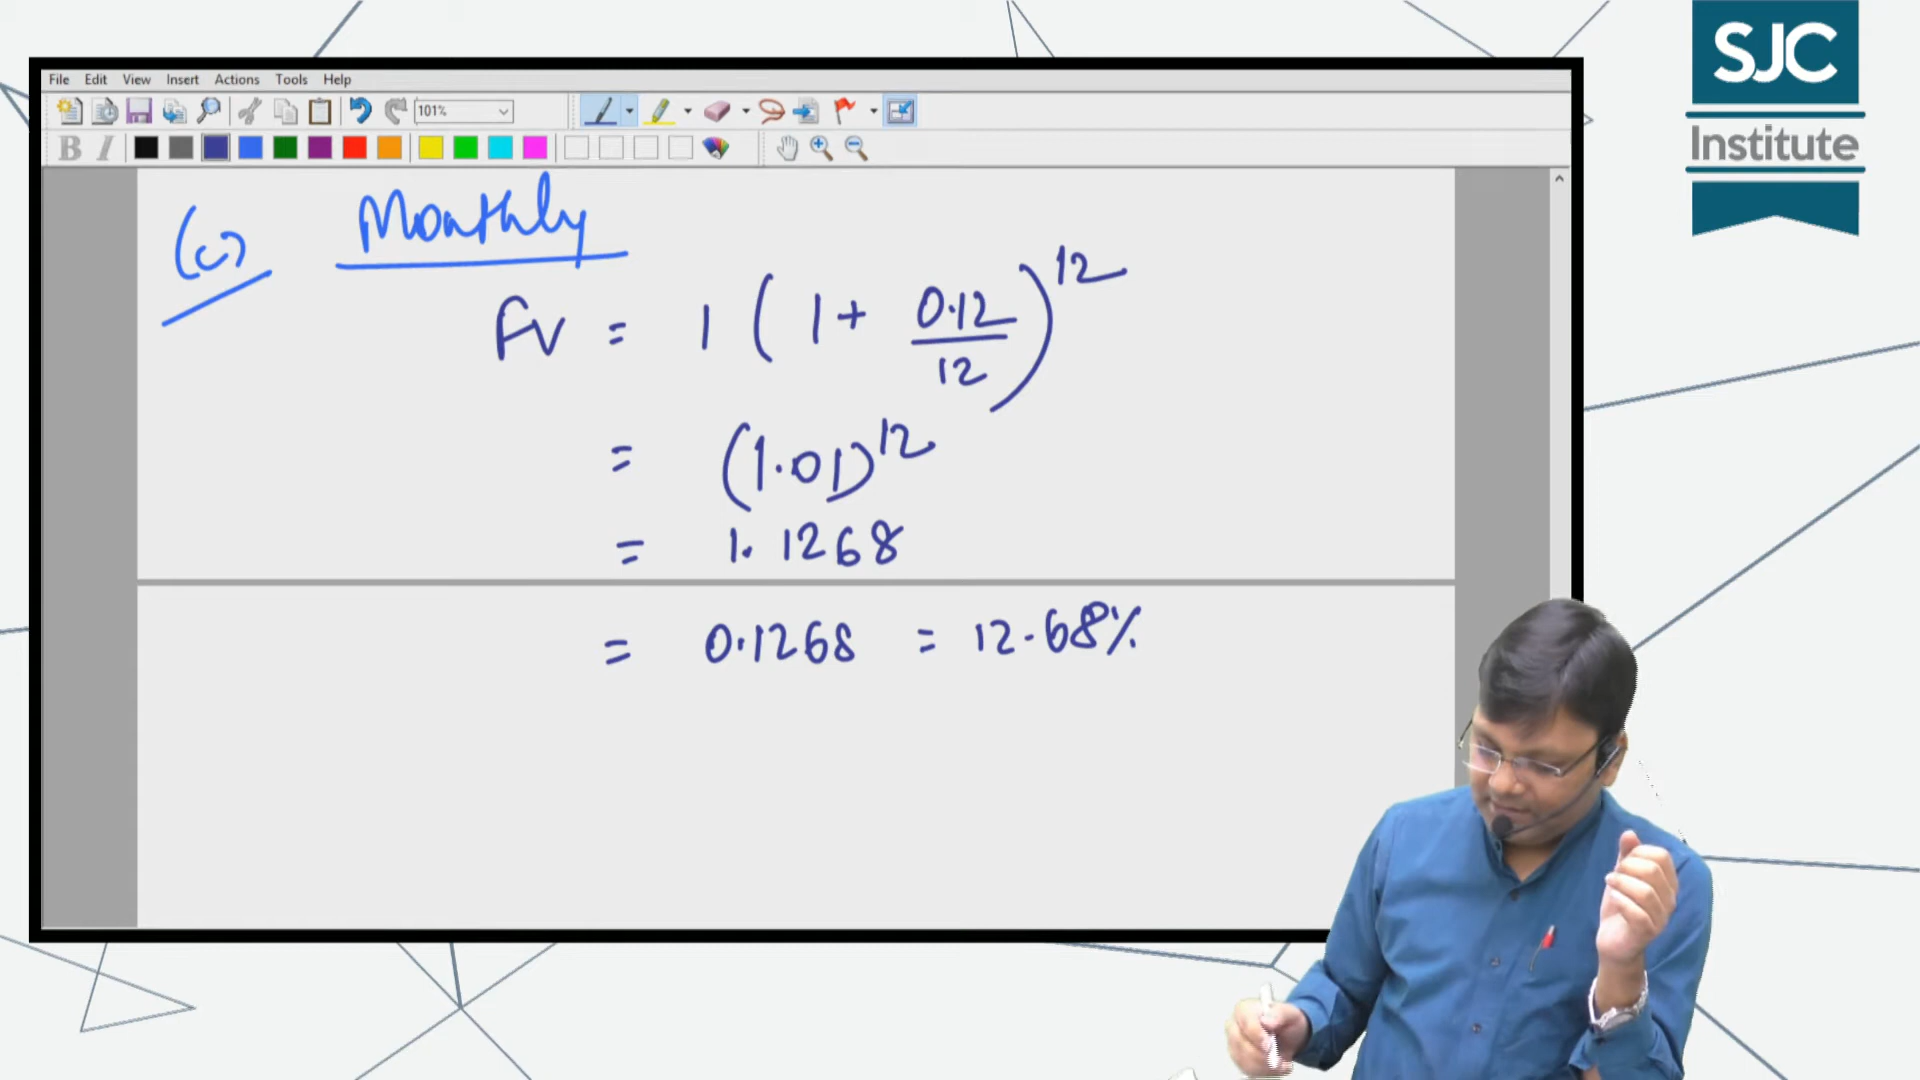 SJC
Institute
File Edit View Insert Actions Tools Help
101%
B I
(c) Monthly
FV = 1 ( 1 + 0.12/12 )^12
= (1.01)^12
= 1.1268
= 0.1268 = 12.68%